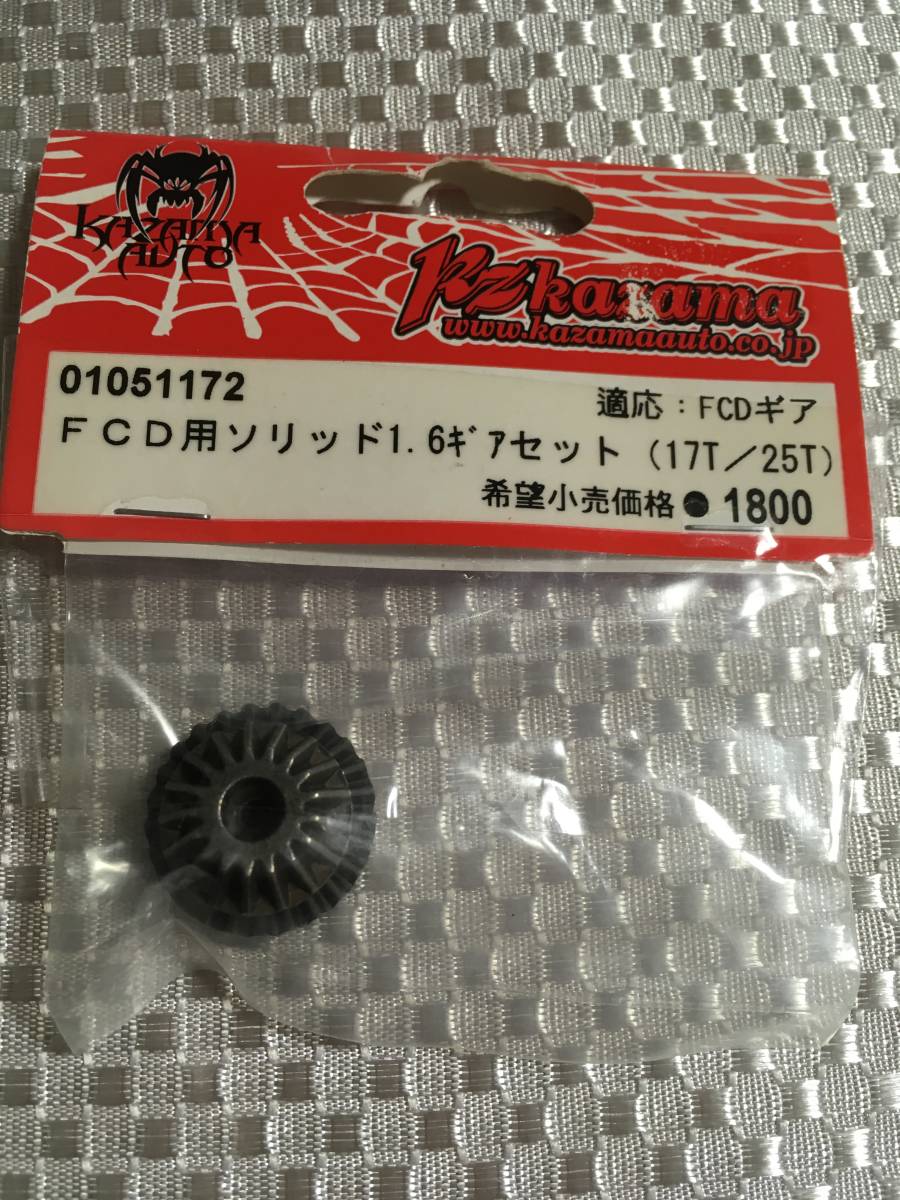 KAZAMA
AUTO
KZ kazama
www.kazamaauto.co.jp
01051172
適応：FCDギア
ＦＣＤ用ソリッド1.6ｷﾞｱセット（17T／25T）
希望小売価格●1800